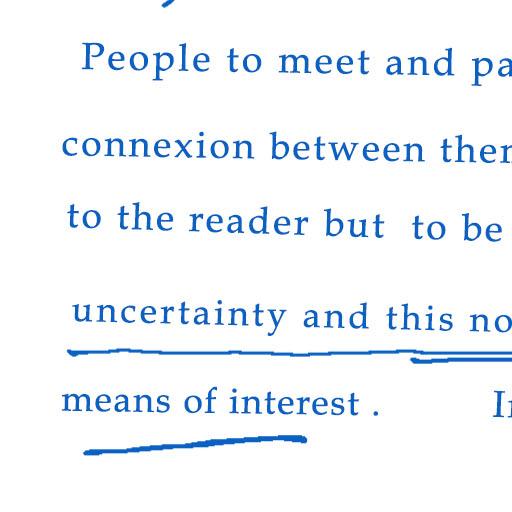 People to meet and pa
connexion between ther
to the reader but to be
uncertainty and this no
means of interest . I